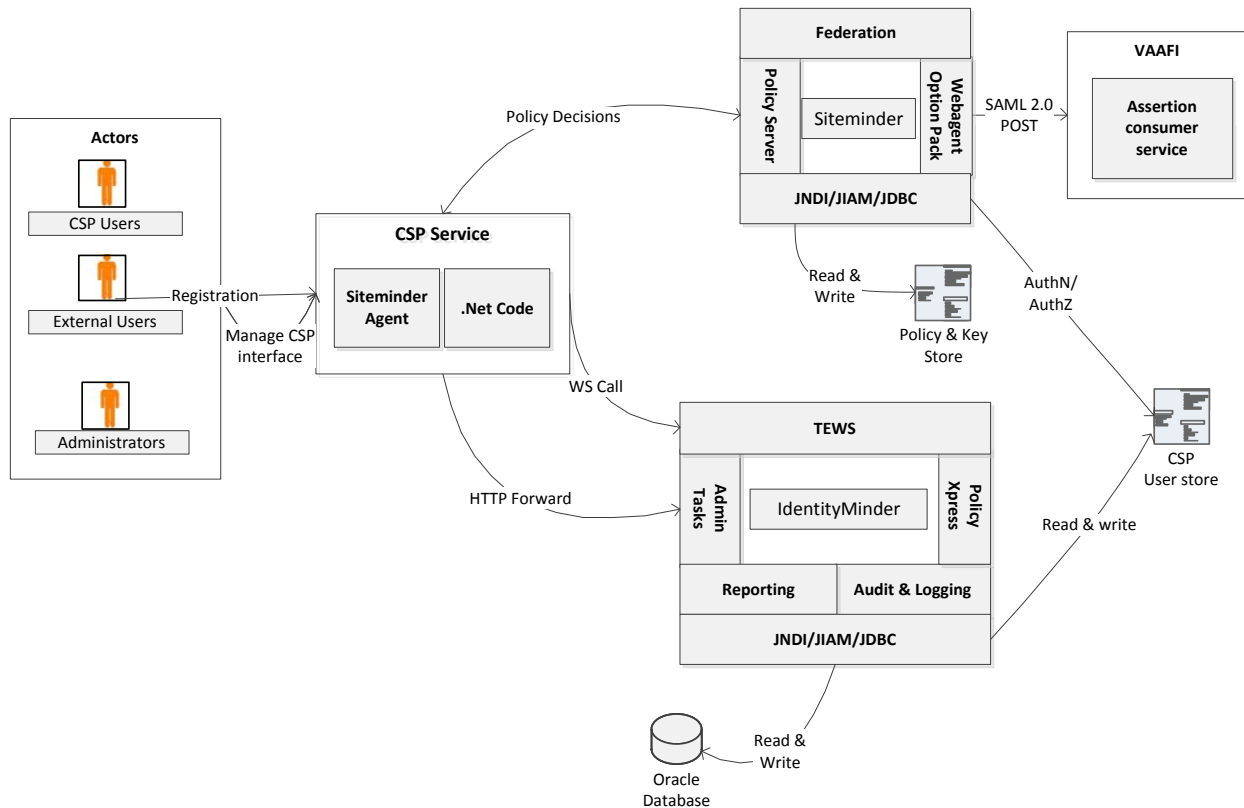 Actors
CSP Users
External Users
Administrators
Registration
Manage CSP
interface
CSP Service
Siteminder
Agent
.Net Code
Policy Decisions
WS Call
HTTP Forward
Federation
Policy Server
Siteminder
Webagent
Option Pack
JNDI/JIAM/JDBC
SAML 2.0
POST
VAAFI
Assertion
consumer
service
Read &
Write
Policy & Key
Store
AuthN/
AuthZ
CSP
User store
TEWS
Admin
Tasks
IdentityMinder
Policy
Xpress
Reporting
Audit & Logging
JNDI/JIAM/JDBC
Read & write
Read &
Write
Oracle
Database